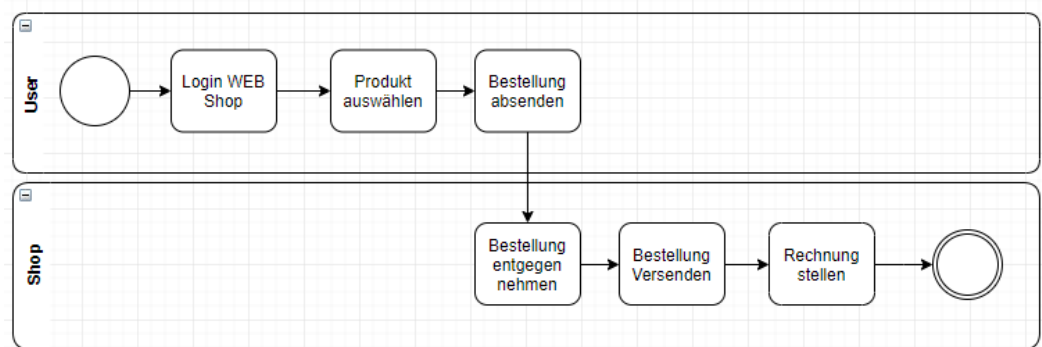 User
Login WEB
Shop
Produkt
auswählen
Bestellung
absenden
Shop
Bestellung
entgegen
nehmen
Bestellung
Versenden
Rechnung
stellen